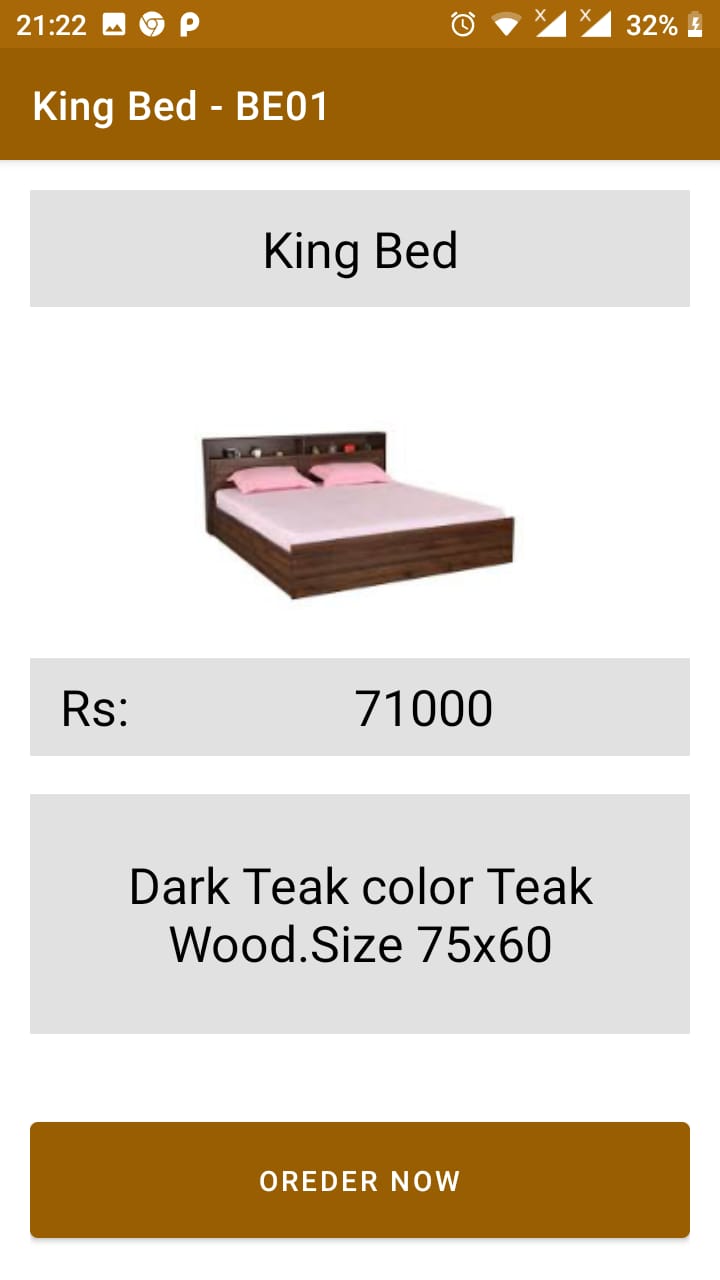 21:22 32%
King Bed - BE01
King Bed
Rs: 71000
Dark Teak color Teak
Wood.Size 75x60
OREDER NOW